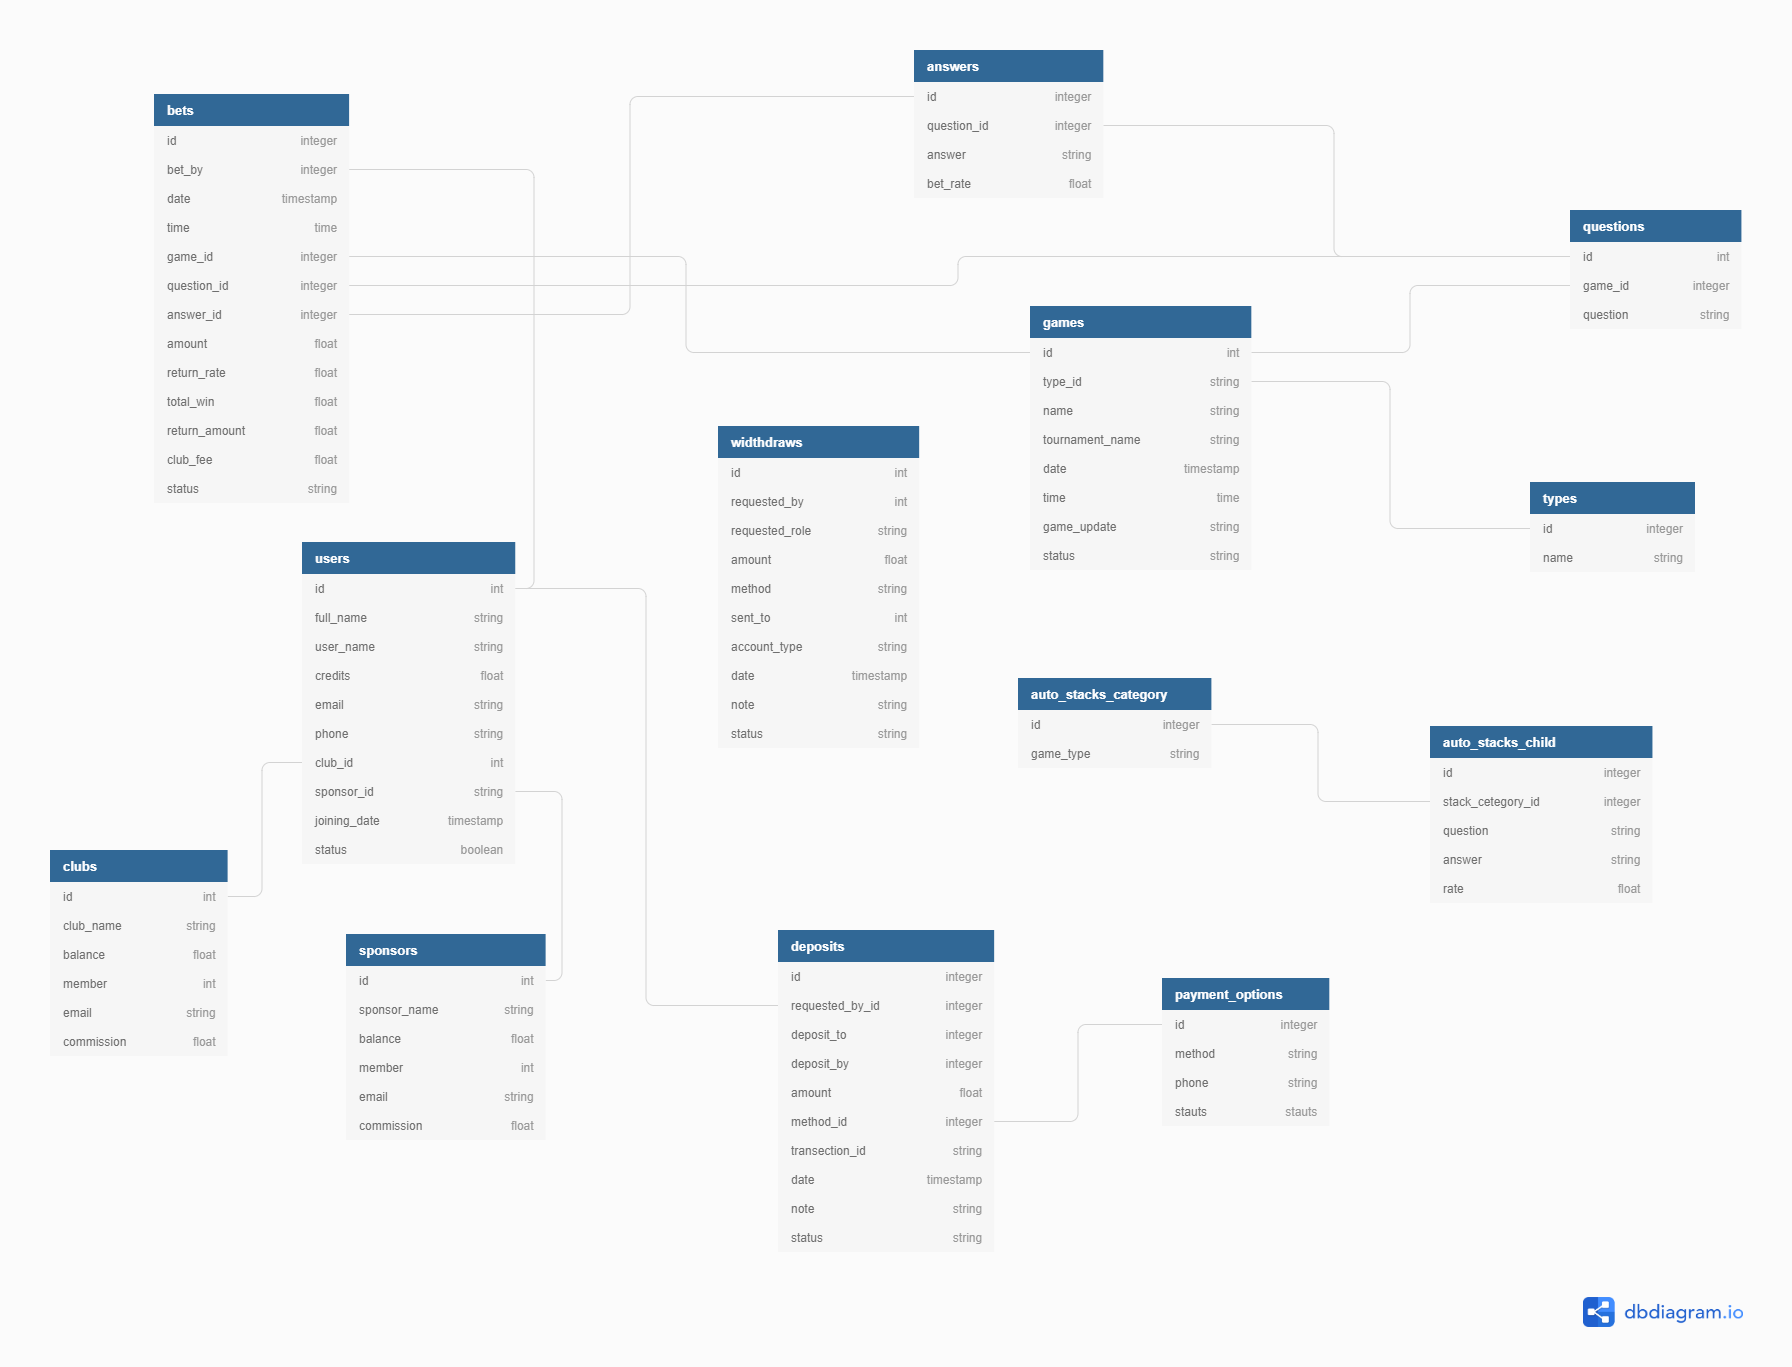 answers
id integer
question_id integer
answer string
bet_rate float
bets
id integer
bet_by integer
date timestamp
time time
game_id integer
question_id integer
answer_id integer
amount float
return_rate float
total_win float
return_amount float
club_fee float
status string
questions
id int
game_id integer
question string
games
id int
type_id string
name string
tournament_name string
date timestamp
time time
game_update string
status string
widthdraws
id int
requested_by int
requested_role string
amount float
method string
sent_to int
account_type string
date timestamp
note string
status string
types
id integer
name string
users
id int
full_name string
user_name string
credits float
email string
phone string
club_id int
sponsor_id string
joining_date timestamp
status boolean
auto_stacks_category
id integer
game_type string
auto_stacks_child
id integer
stack_cetegory_id integer
question string
answer string
rate float
clubs
id int
club_name string
balance float
member int
email string
commission float
sponsors
id int
sponsor_name string
balance float
member int
email string
commission float
deposits
id integer
requested_by_id integer
deposit_to integer
deposit_by integer
amount float
method_id integer
transection_id string
date timestamp
note string
status string
payment_options
id integer
method string
phone string
stauts stauts
dbdiagram.io